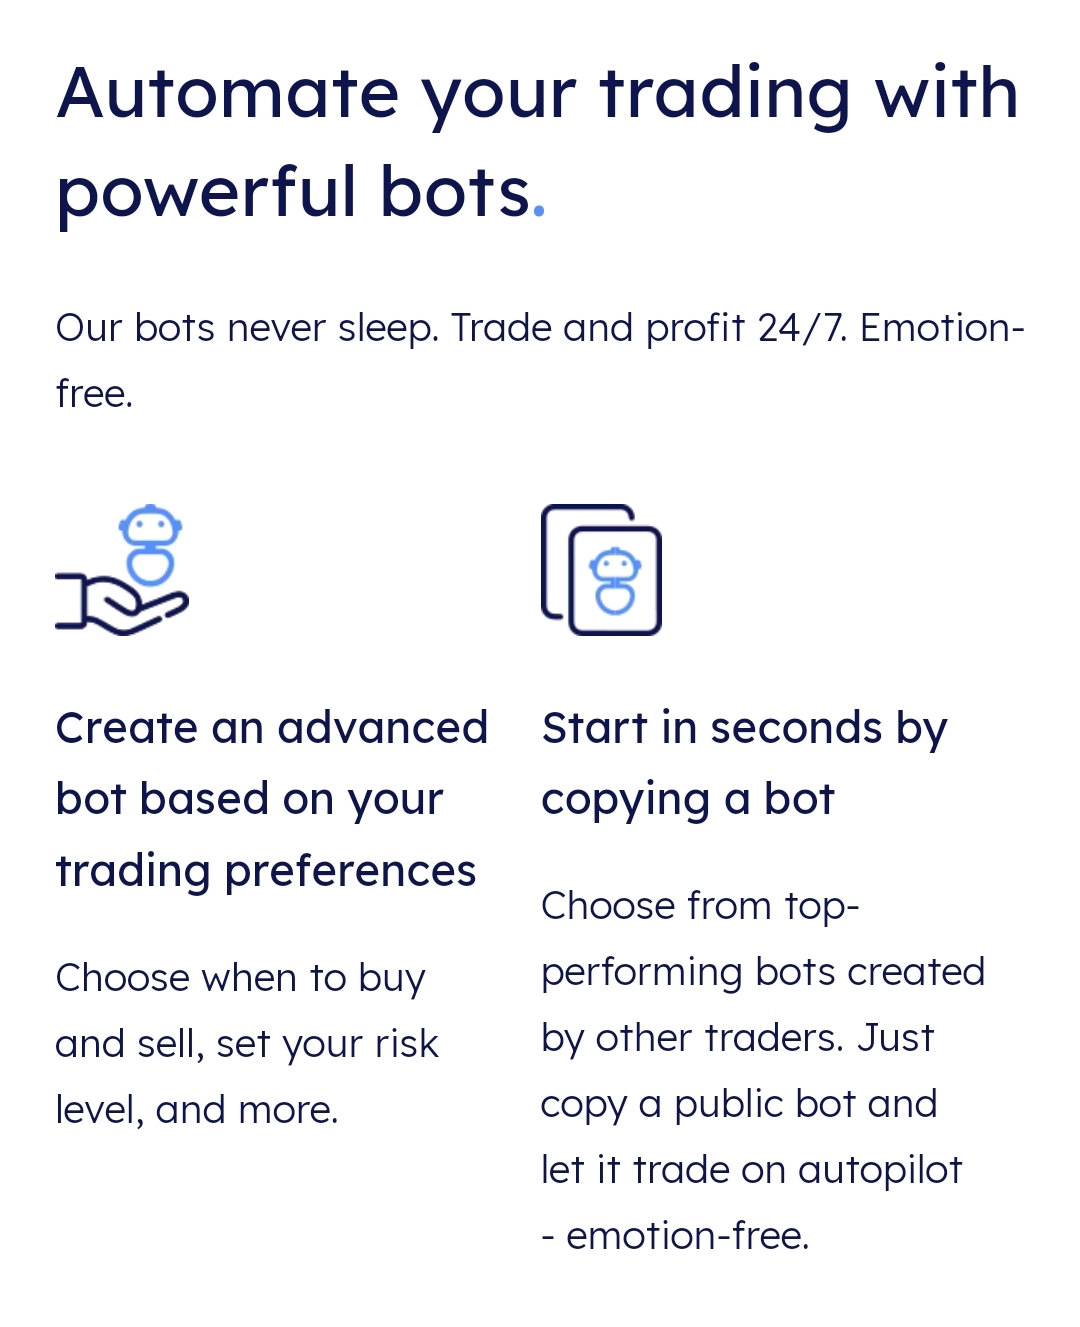 Automate your trading with
powerful bots.
Our bots never sleep. Trade and profit 24/7. Emotion-
free.
Create an advanced
bot based on your
trading preferences
Choose when to buy
and sell, set your risk
level, and more.
Start in seconds by
copying a bot
Choose from top-
performing bots created
by other traders. Just
copy a public bot and
let it trade on autopilot
- emotion-free.